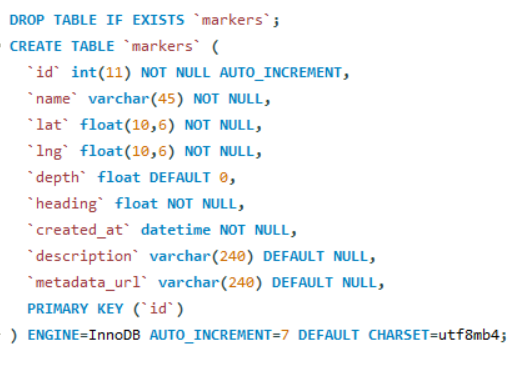 DROP TABLE IF EXISTS `markers`;
CREATE TABLE `markers` (
`id` int(11) NOT NULL AUTO_INCREMENT,
`name` varchar(45) NOT NULL,
`lat` float(10,6) NOT NULL,
`lng` float(10,6) NOT NULL,
`depth` float DEFAULT 0,
`heading` float NOT NULL,
`created_at` datetime NOT NULL,
`description` varchar(240) DEFAULT NULL,
`metadata_url` varchar(240) DEFAULT NULL,
PRIMARY KEY (`id`)
) ENGINE=InnoDB AUTO_INCREMENT=7 DEFAULT CHARSET=utf8mb4;